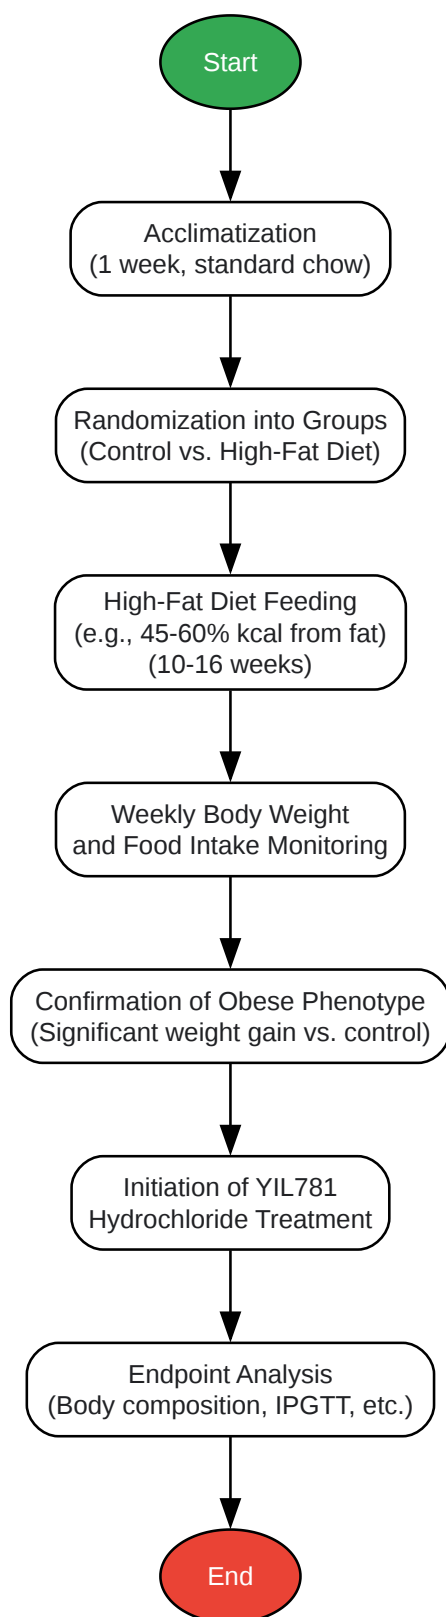 Start
Acclimatization
(1 week, standard chow)
Randomization into Groups
(Control vs. High-Fat Diet)
High-Fat Diet Feeding
(e.g., 45-60% kcal from fat)
(10-16 weeks)
Weekly Body Weight
and Food Intake Monitoring
Confirmation of Obese Phenotype
(Significant weight gain vs. control)
Initiation of YIL781
Hydrochloride Treatment
Endpoint Analysis
(Body composition, IPGTT, etc.)
End